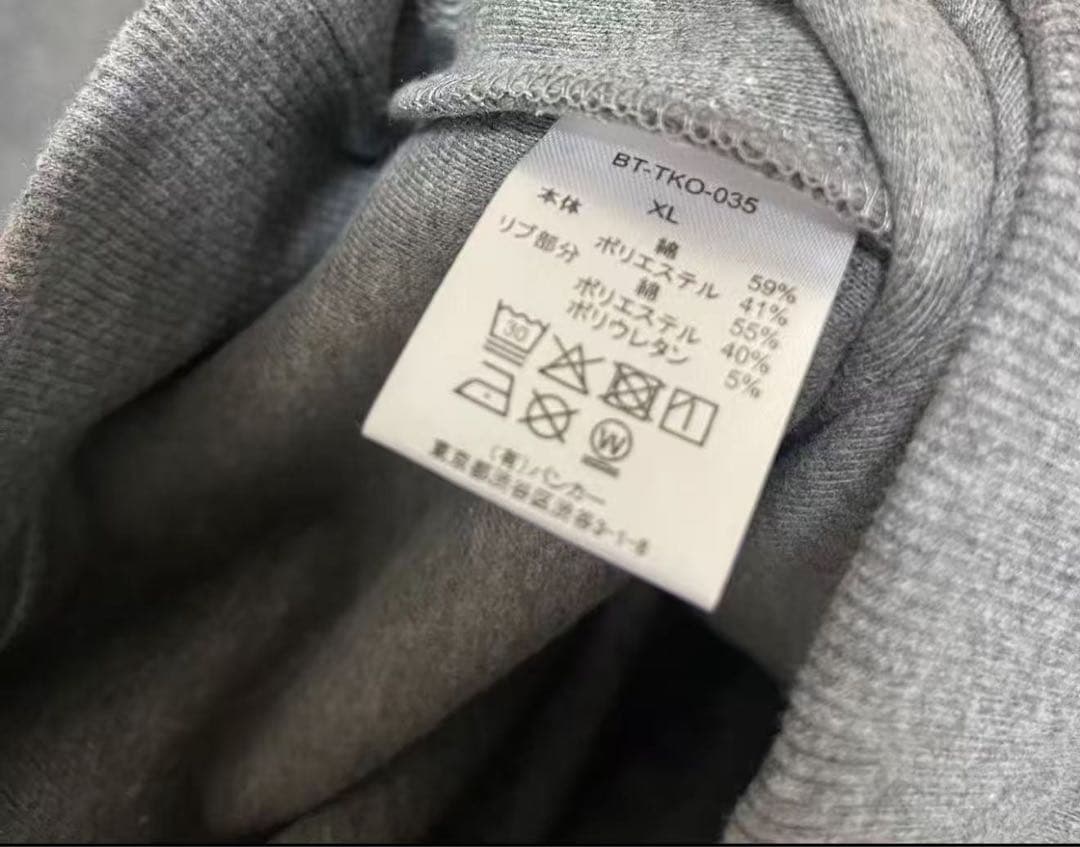 BT-TKO-035
XL
本体 綿 59%
ポリエステル 41%
リブ部分 綿 55%
ポリエステル 40%
ポリウレタン 5%
30
W
(有)バンカー
東京都渋谷区渋谷3-1-6